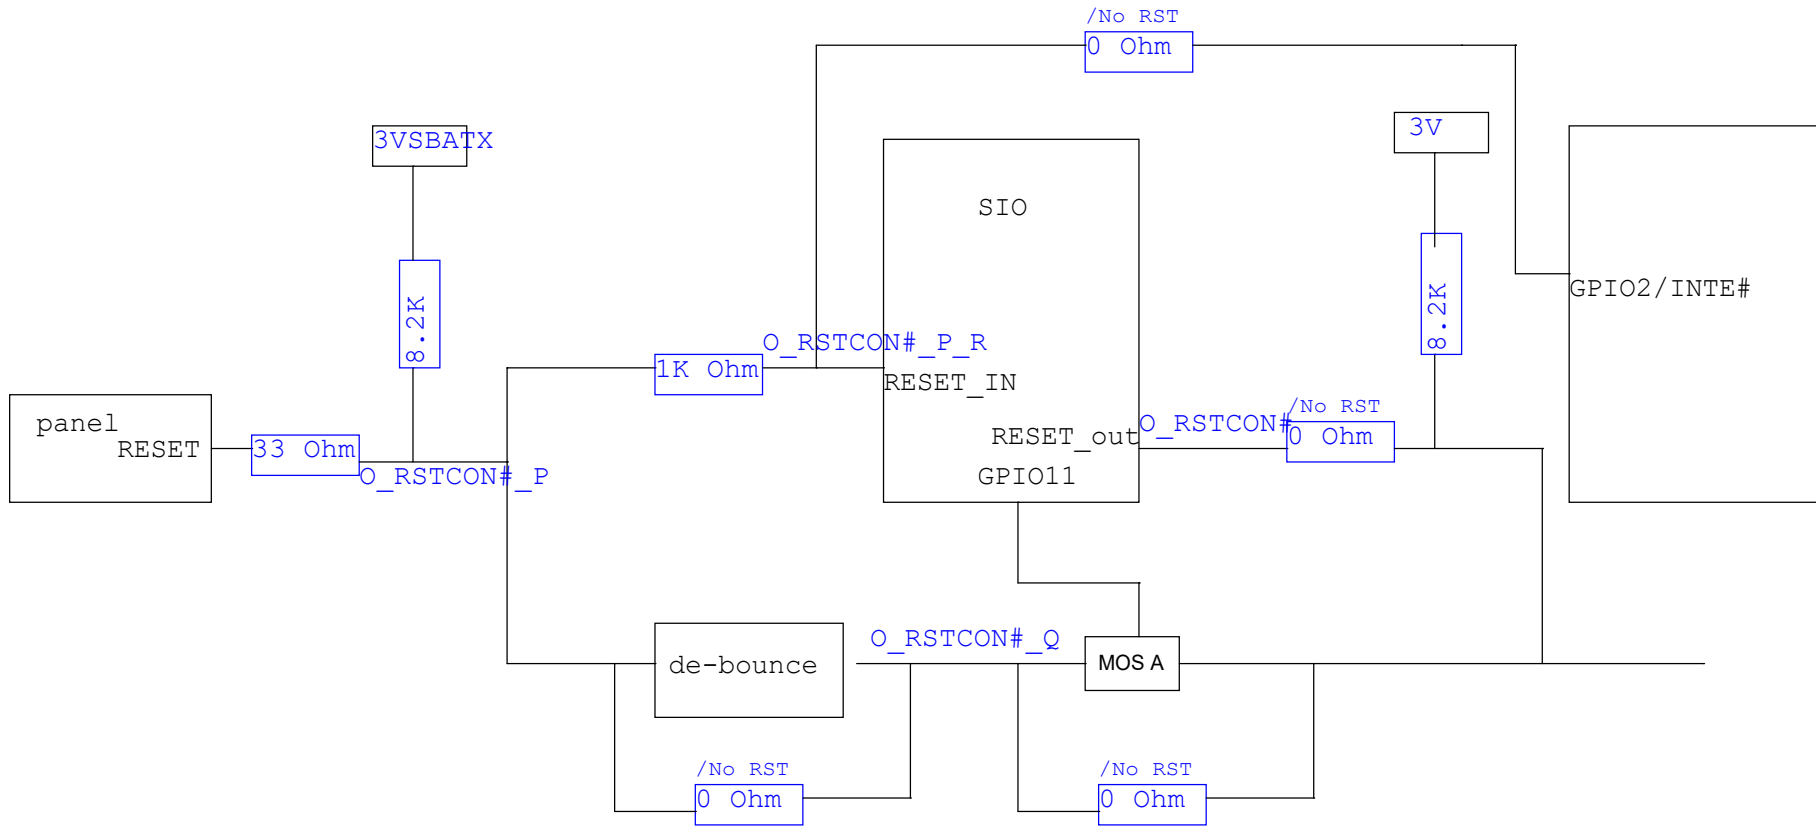 /No RST
0 Ohm
3VSBATX
3V
SIO
8.2K
8.2K
GPIO2/INTE#
O_RSTCON#_P_R
1K Ohm
RESET_IN
panel
RESET
33 Ohm
O_RSTCON#_P
/No RST
O_RSTCON#
0 Ohm
RESET_out
GPIO11
de-bounce
O_RSTCON#_Q
MOS A
/No RST
0 Ohm
/No RST
0 Ohm